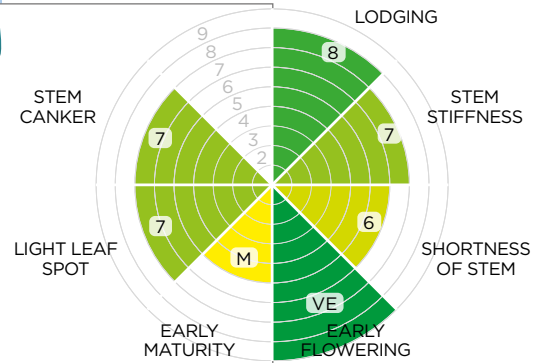 LODGING
9
8
7
6
5
4
3
2
8
STEM
CANKER
STEM
STIFFNESS
7
7
7
6
LIGHT LEAF
SPOT
SHORTNESS
OF STEM
M
VE
EARLY
MATURITY
EARLY
FLOWERING